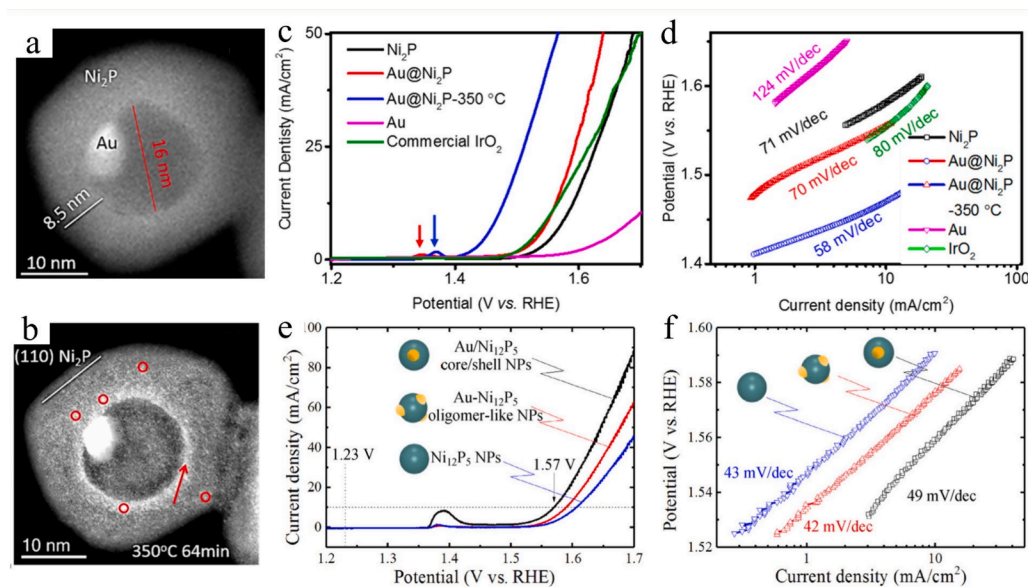 a
Ni₂P
Au
16 nm
8.5 nm
10 nm
b
(110) Ni₂P
10 nm
350ºC 64min
c
Current Dentisty (mA/cm²)
50
25
0
Ni₂P
Au@Ni₂P
Au@Ni₂P-350 °C
Au
Commercial IrO₂
1.2
1.4
1.6
Potential (V vs. RHE)
d
Potential (V vs. RHE)
1.6
1.5
1.4
124 mV/dec
71 mV/dec
70 mV/dec
80 mV/dec
58 mV/dec
Ni₂P
Au@Ni₂P
Au@Ni₂P
-350 °C
Au
IrO₂
1
10
100
Current density (mA/cm²)
e
Current density (mA/cm²)
100
80
60
40
20
0
Au/Ni₁₂P₅
core/shell NPs
Au-Ni₁₂P₅
oligomer-like NPs
Ni₁₂P₅ NPs
1.23 V
1.57 V
1.2
1.3
1.4
1.5
1.6
1.7
Potential (V vs. RHE)
f
Potential (V vs.RHE)
1.60
1.58
1.56
1.54
1.52
43 mV/dec
42 mV/dec
49 mV/dec
1
10
Current density (mA/cm²)